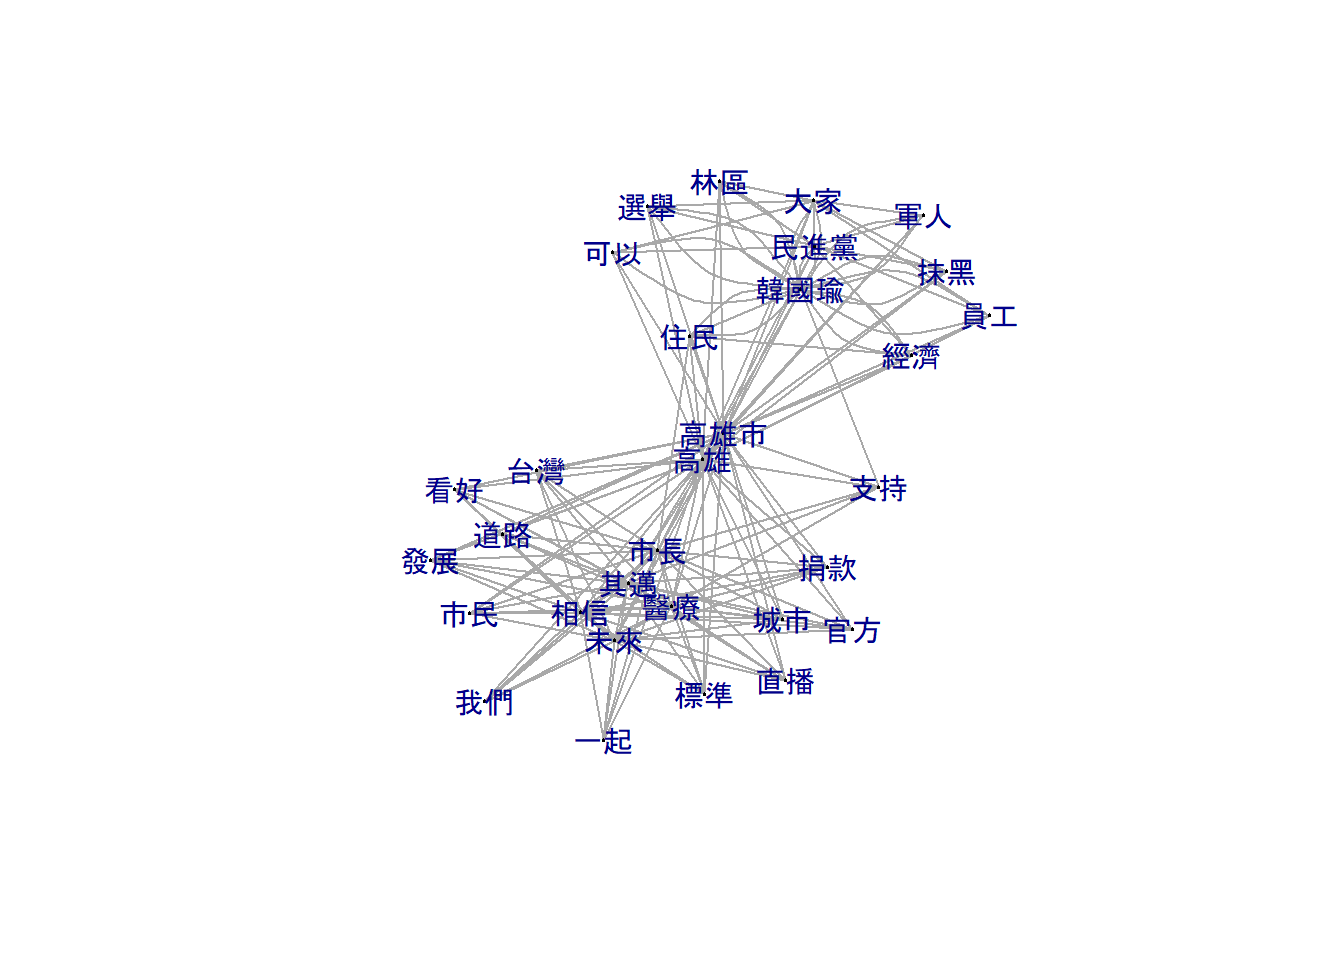 林區
大家
選舉
軍人
可以
民進黨
抹黑
韓國瑜
員工
住民
經濟
高雄市
高雄
台灣
看好
支持
道路
市長
發展
捐款
其邁
醫療
相信
市民
城市
官方
未來
直播
標準
我們
一起